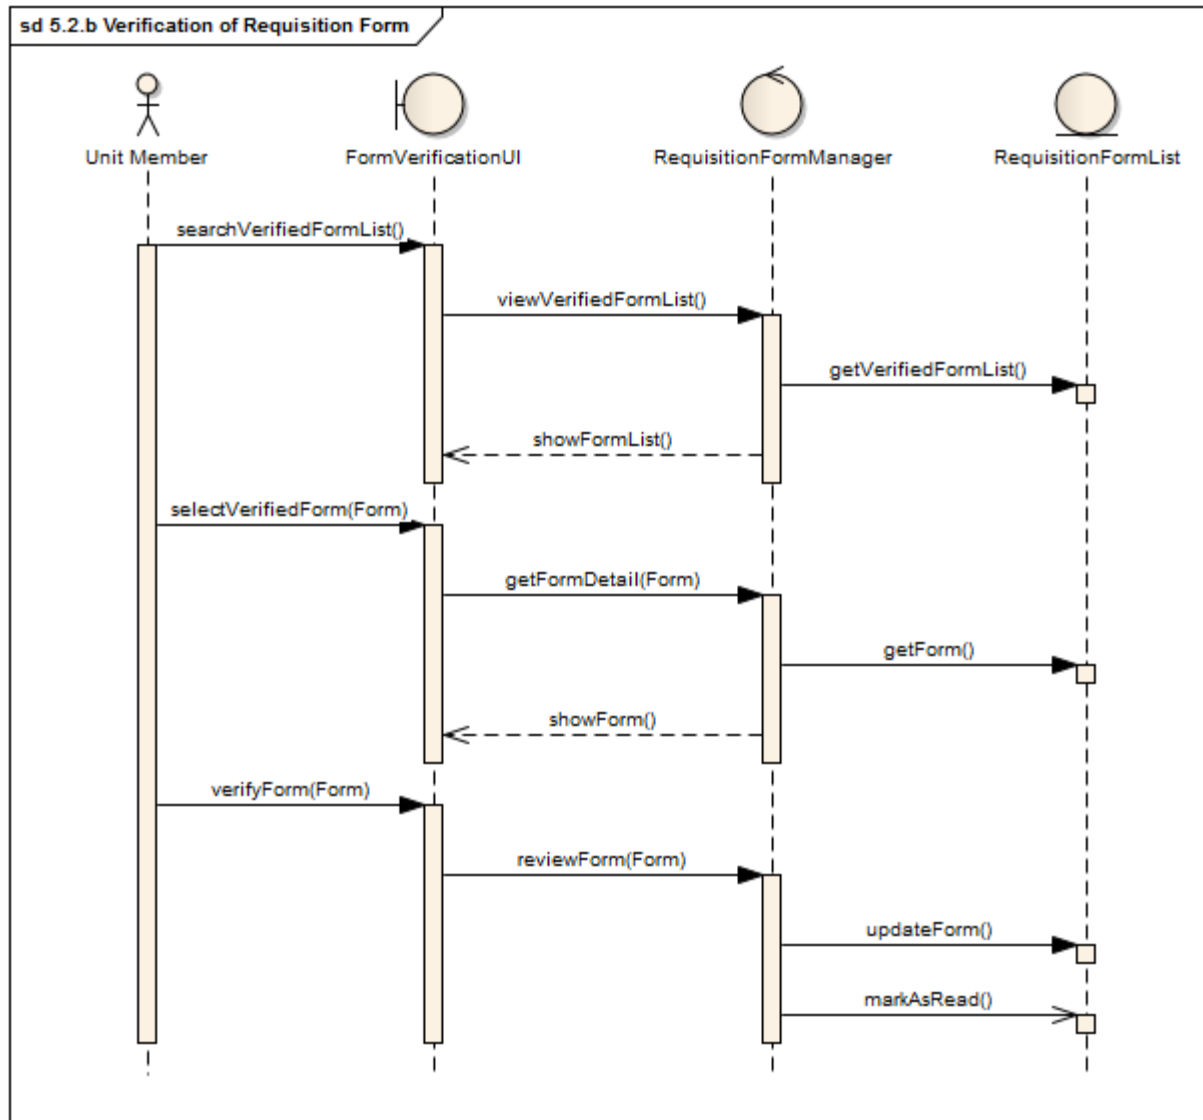 sd 5.2.b Verification of Requisition Form
Unit Member
FormVerificationUI
RequisitionFormManager
RequisitionFormList
searchVerifiedFormList()
viewVerifiedFormList()
getVerifiedFormList()
showFormList()
selectVerifiedForm(Form)
getFormDetail(Form)
getForm()
showForm()
verifyForm(Form)
reviewForm(Form)
updateForm()
markAsRead()